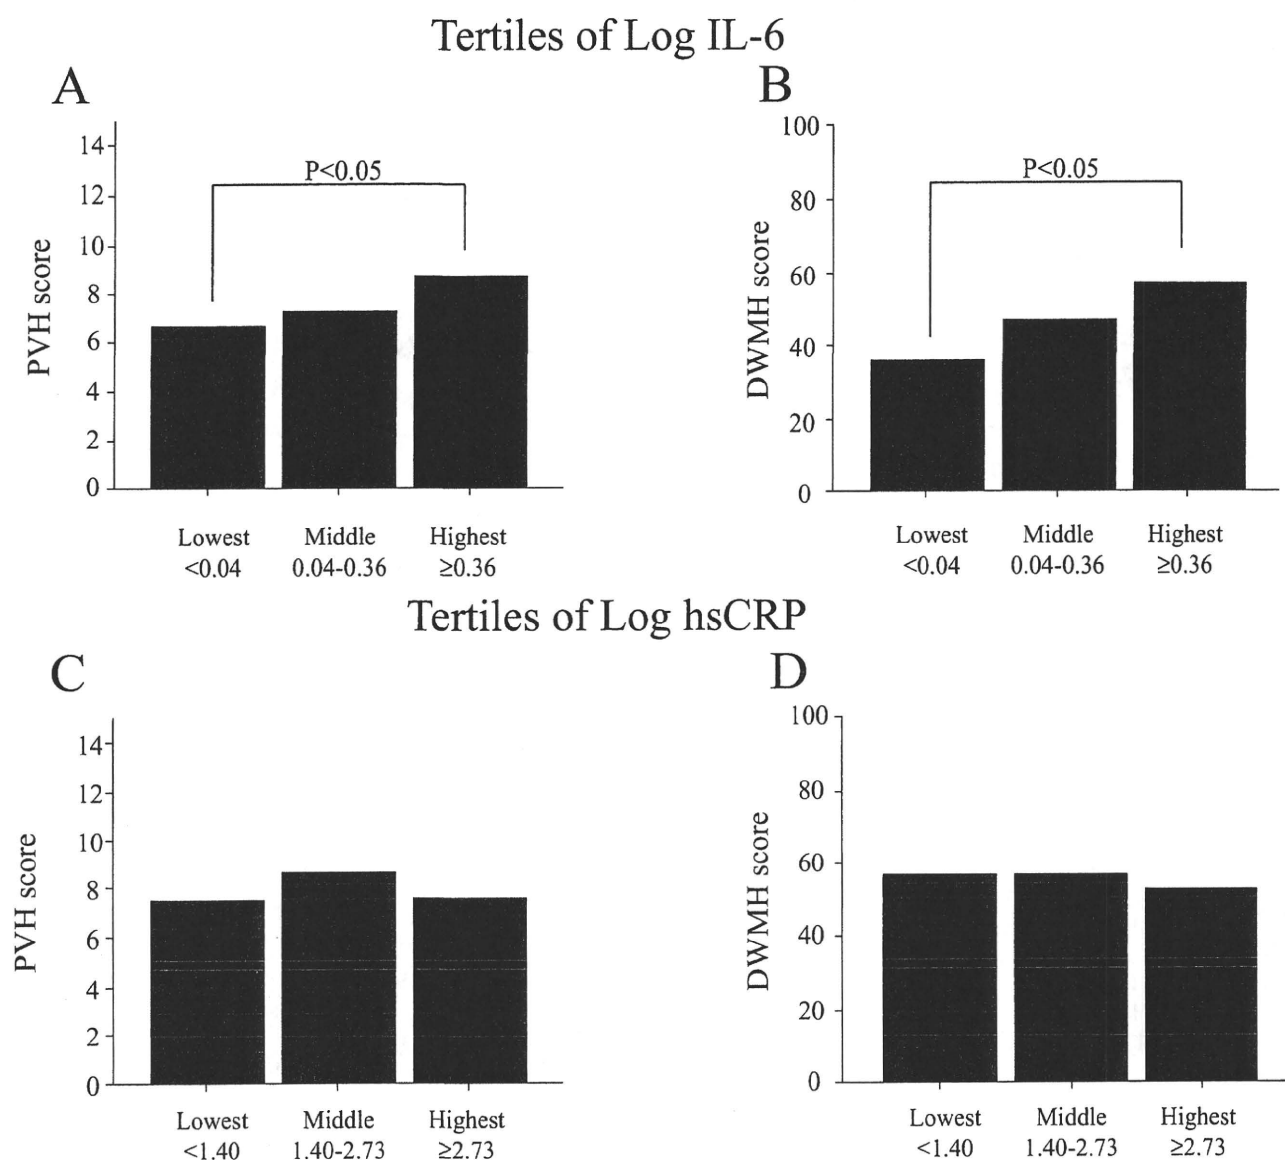 Tertiles of Log IL-6
A
PVH score
14
12
10
8
6
4
2
0
P<0.05
Lowest
<0.04
Middle
0.04-0.36
Highest
≥0.36
B
DWMH score
100
80
60
40
20
0
P<0.05
Lowest
<0.04
Middle
0.04-0.36
Highest
≥0.36
Tertiles of Log hsCRP
C
PVH score
14
12
10
8
6
4
2
0
Lowest
<1.40
Middle
1.40-2.73
Highest
≥2.73
D
DWMH score
100
80
60
40
20
0
Lowest
<1.40
Middle
1.40-2.73
Highest
≥2.73